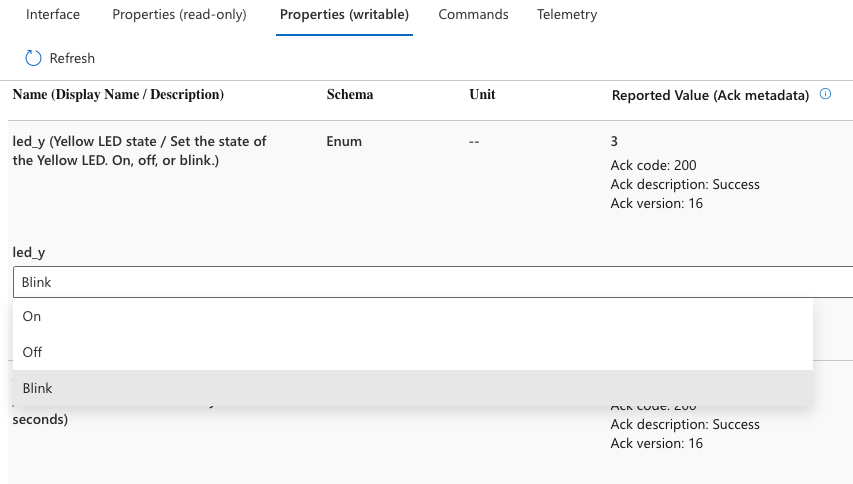 Interface Properties (read-only) Properties (writable) Commands Telemetry
Refresh
Name (Display Name / Description) Schema Unit Reported Value (Ack metadata)
led_y (Yellow LED state / Set the state of Enum -- 3
the Yellow LED. On, off, or blink.)
Ack code: 200
Ack description: Success
Ack version: 16
led_y
Blink
On
Off
Blink
Ack code: 200
seconds)
Ack description: Success
Ack version: 16